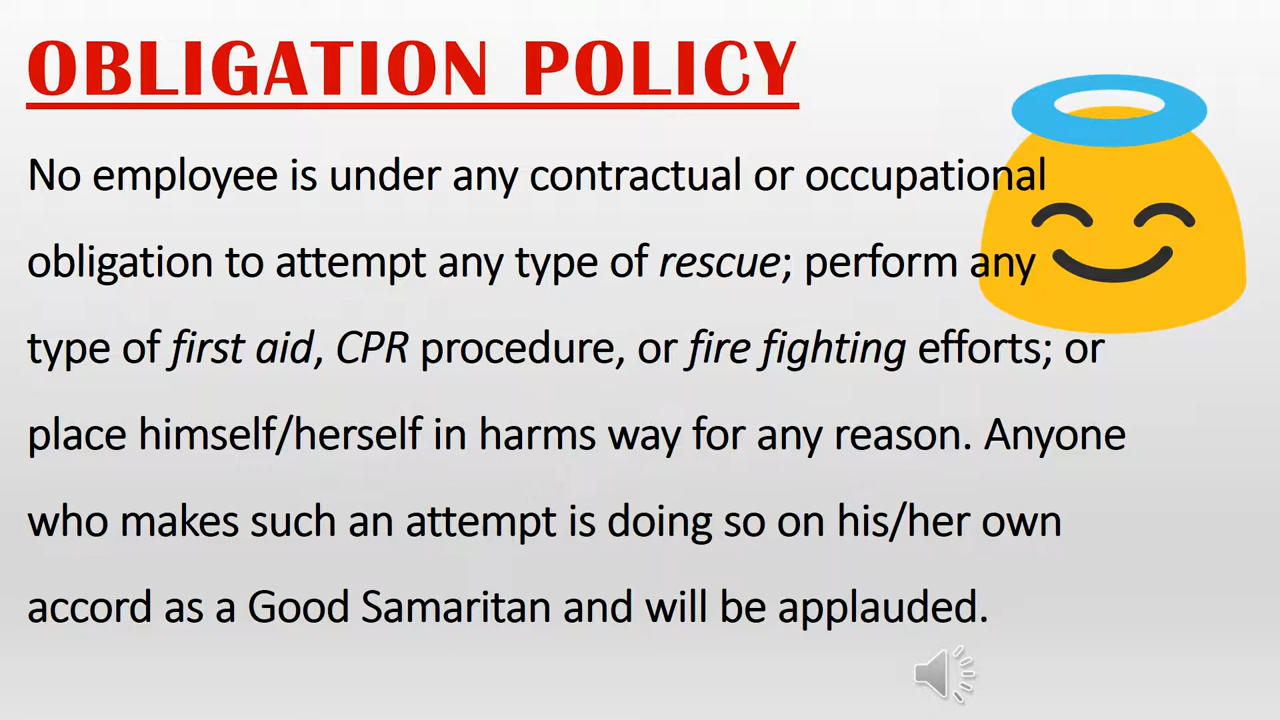 OBLIGATION POLICY
No employee is under any contractual or occupational
obligation to attempt any type of rescue; perform any
type of first aid, CPR procedure, or fire fighting efforts; or
place himself/herself in harms way for any reason. Anyone
who makes such an attempt is doing so on his/her own
accord as a Good Samaritan and will be applauded.